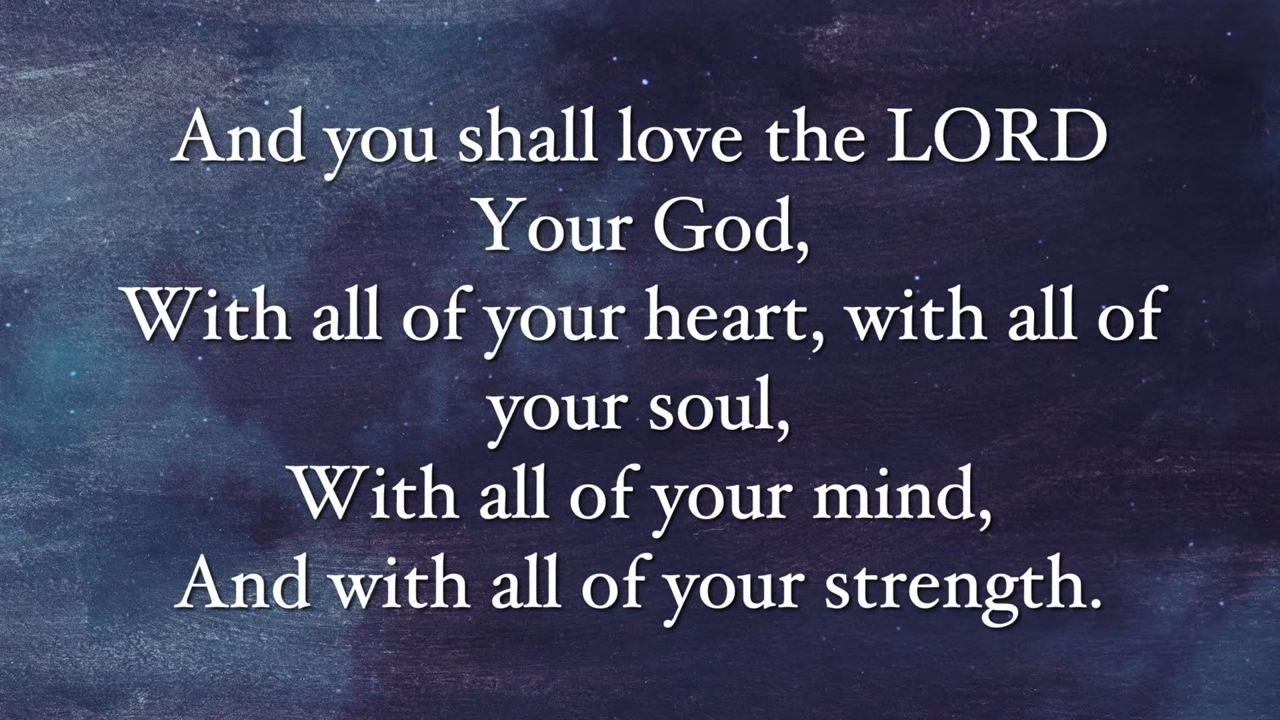 And you shall love the LORD
Your God,
With all of your heart, with all of
your soul,
With all of your mind,
And with all of your strength.